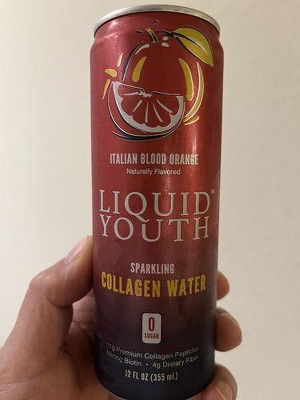 ITALIAN BLOOD ORANGE
Naturally Flavored
LIQUID™
YOUTH
SPARKLING
COLLAGEN WATER
0
SUGAR
Premium Collagen Peptides
Biotin • 4g Dietary Fiber
12 FL OZ (355 mL)